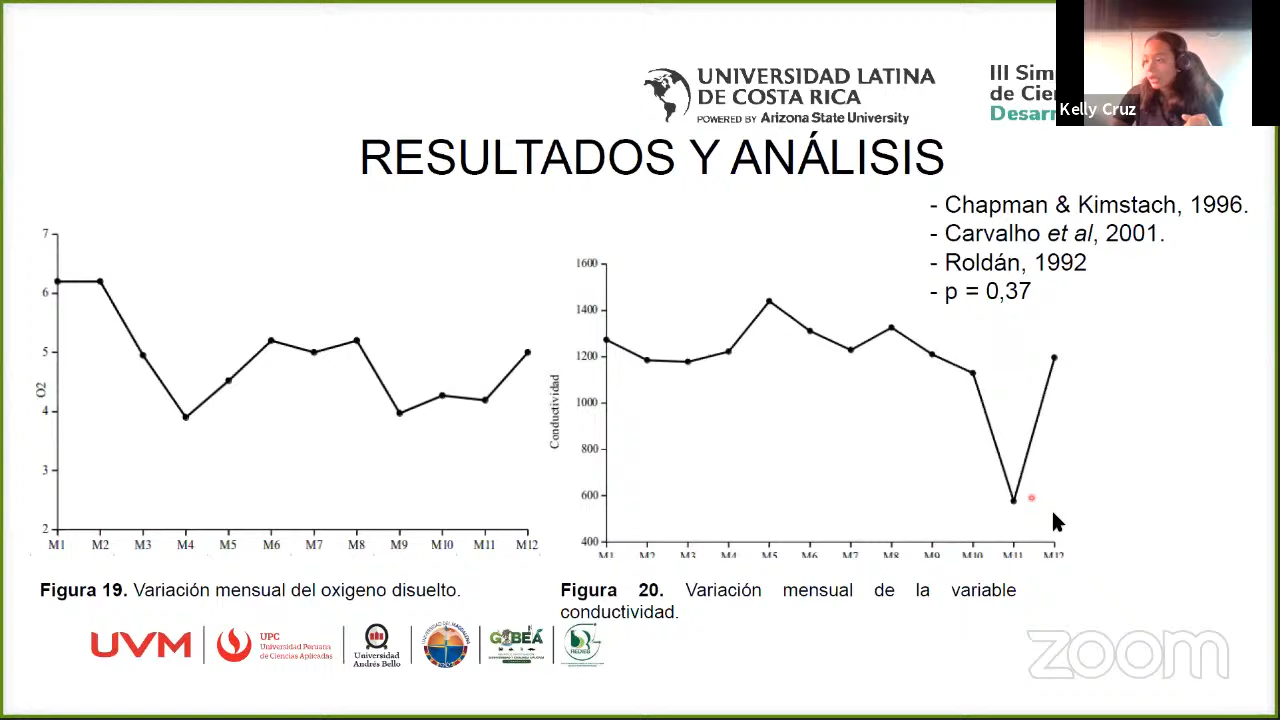 UNIVERSIDAD LATINA
DE COSTA RICA
POWERED BY Arizona State University
III Sim
de Cie
Desarr
Kelly Cruz
RESULTADOS Y ANÁLISIS
- Chapman & Kimstach, 1996.
- Carvalho et al, 2001.
- Roldán, 1992
- p = 0,37
7
6
5
4
3
2
O2
M1 M2 M3 M4 M5 M6 M7 M8 M9 M10 M11 M12
1600
1400
1200
1000
800
600
400
Conductividad
M1 M2 M3 M4 M5 M6 M7 M8 M9 M10 M11 M12
Figura 19. Variación mensual del oxigeno disuelto.
Figura 20. Variación mensual de la variable
conductividad.
UVM
UPC
Universidad Peruana
de Ciencias Aplicadas
Universidad
Andrés Bello
GOBEA
REDIES
zoom